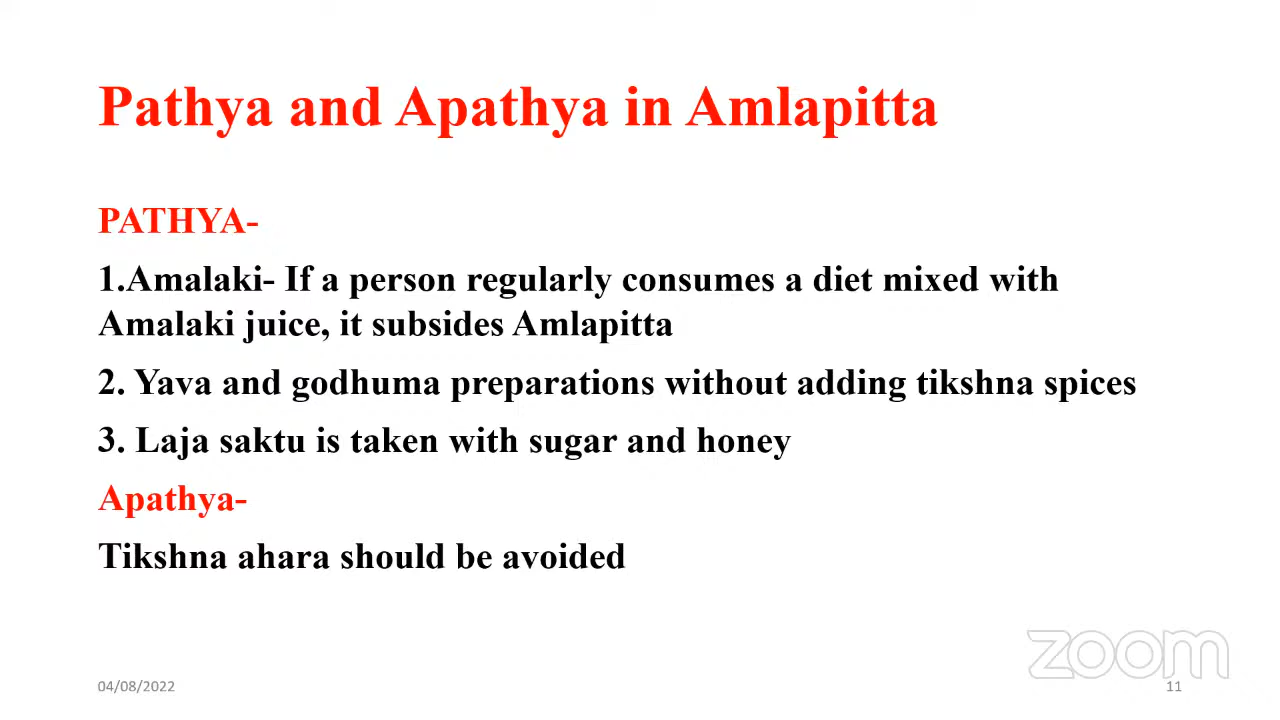 Pathya and Apathya in Amlapitta
PATHYA-
1.Amalaki- If a person regularly consumes a diet mixed with
Amalaki juice, it subsides Amlapitta
2. Yava and godhuma preparations without adding tikshna spices
3. Laja saktu is taken with sugar and honey
Apathya-
Tikshna ahara should be avoided
zoom
04/08/2022
11